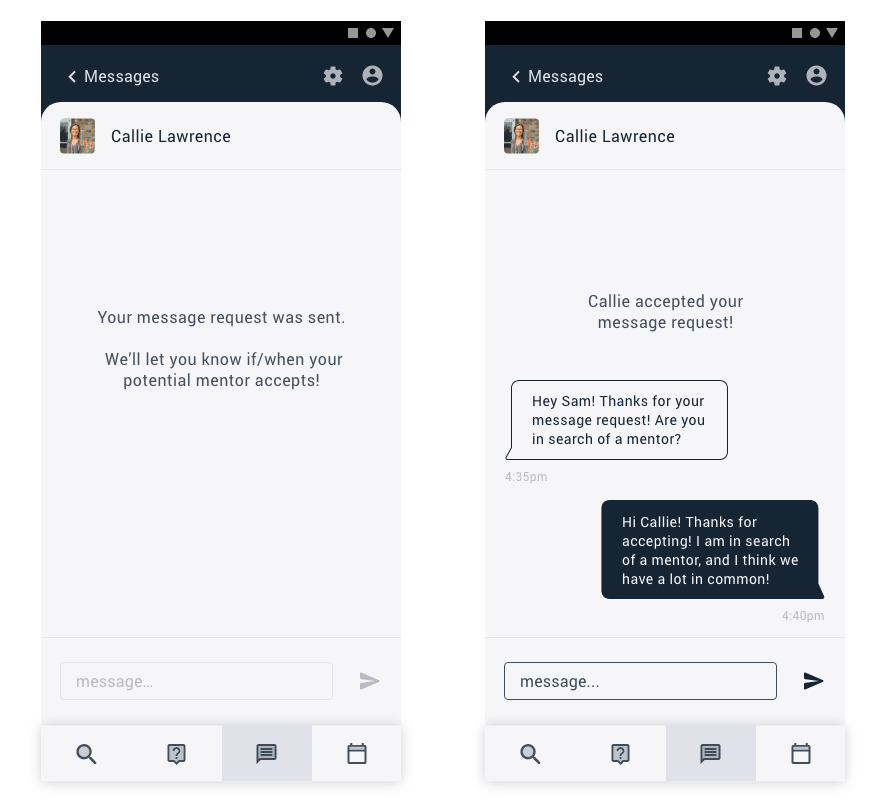 Messages
Callie Lawrence
Your message request was sent.
We’ll let you know if/when your
potential mentor accepts!
message...
?
Messages
Callie Lawrence
Callie accepted your
message request!
Hey Sam! Thanks for your
message request! Are you
in search of a mentor?
4:35pm
Hi Callie! Thanks for
accepting! I am in search
of a mentor, and I think we
have a lot in common!
4:40pm
message...
?